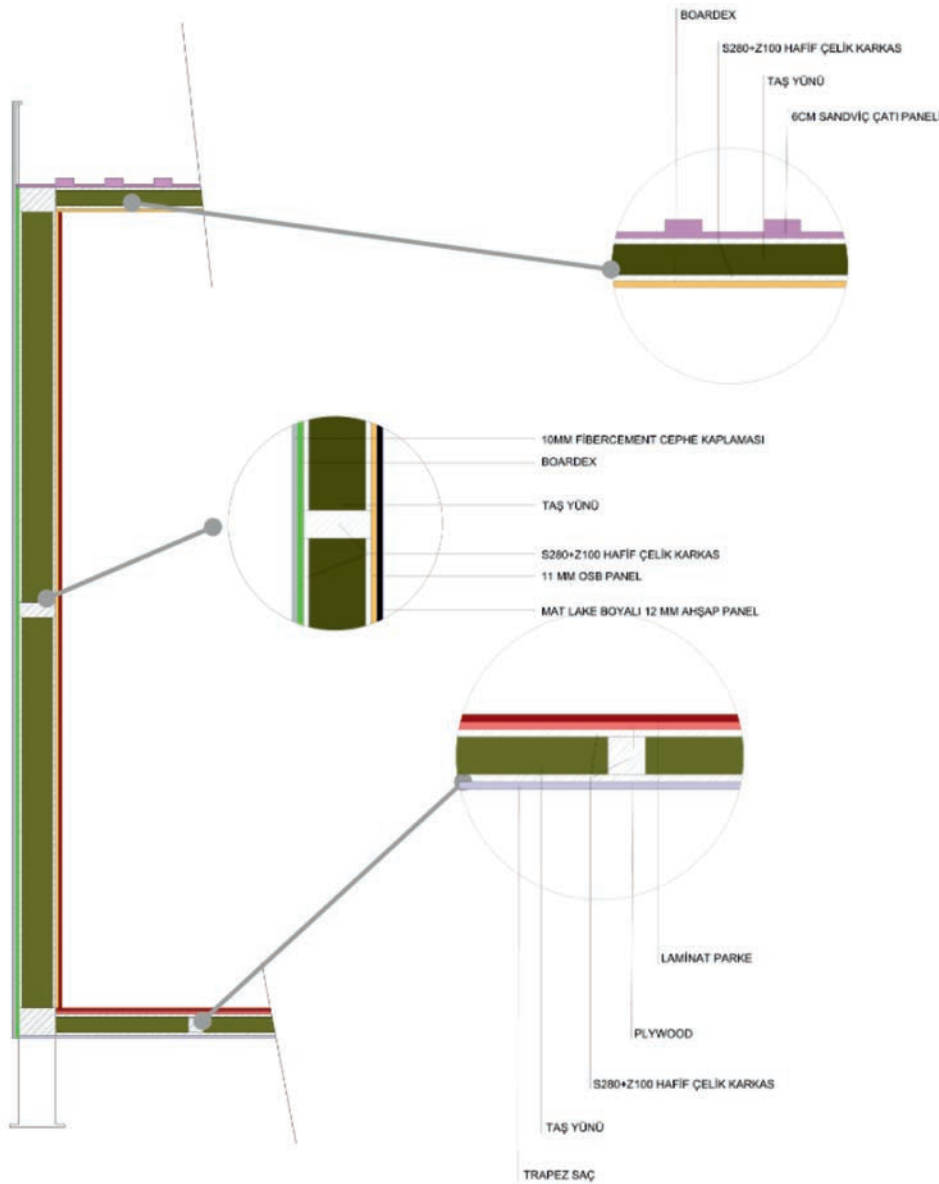 BOARDEX
S280+Z100 HAFİF ÇELİK KARKAS
TAŞ YÜNÜ
6CM SANDVİÇ ÇATI PANELİ
10MM FİBERCEMENT CEPHE KAPLAMASI
BOARDEX
TAŞ YÜNÜ
S280+Z100 HAFİF ÇELİK KARKAS
11 MM OSB PANEL
MAT LAKE BOYALI 12 MM AHŞAP PANEL
LAMİNAT PARKE
PLYWOOD
S280+Z100 HAFİF ÇELİK KARKAS
TAŞ YÜNÜ
TRAPEZ SAÇ